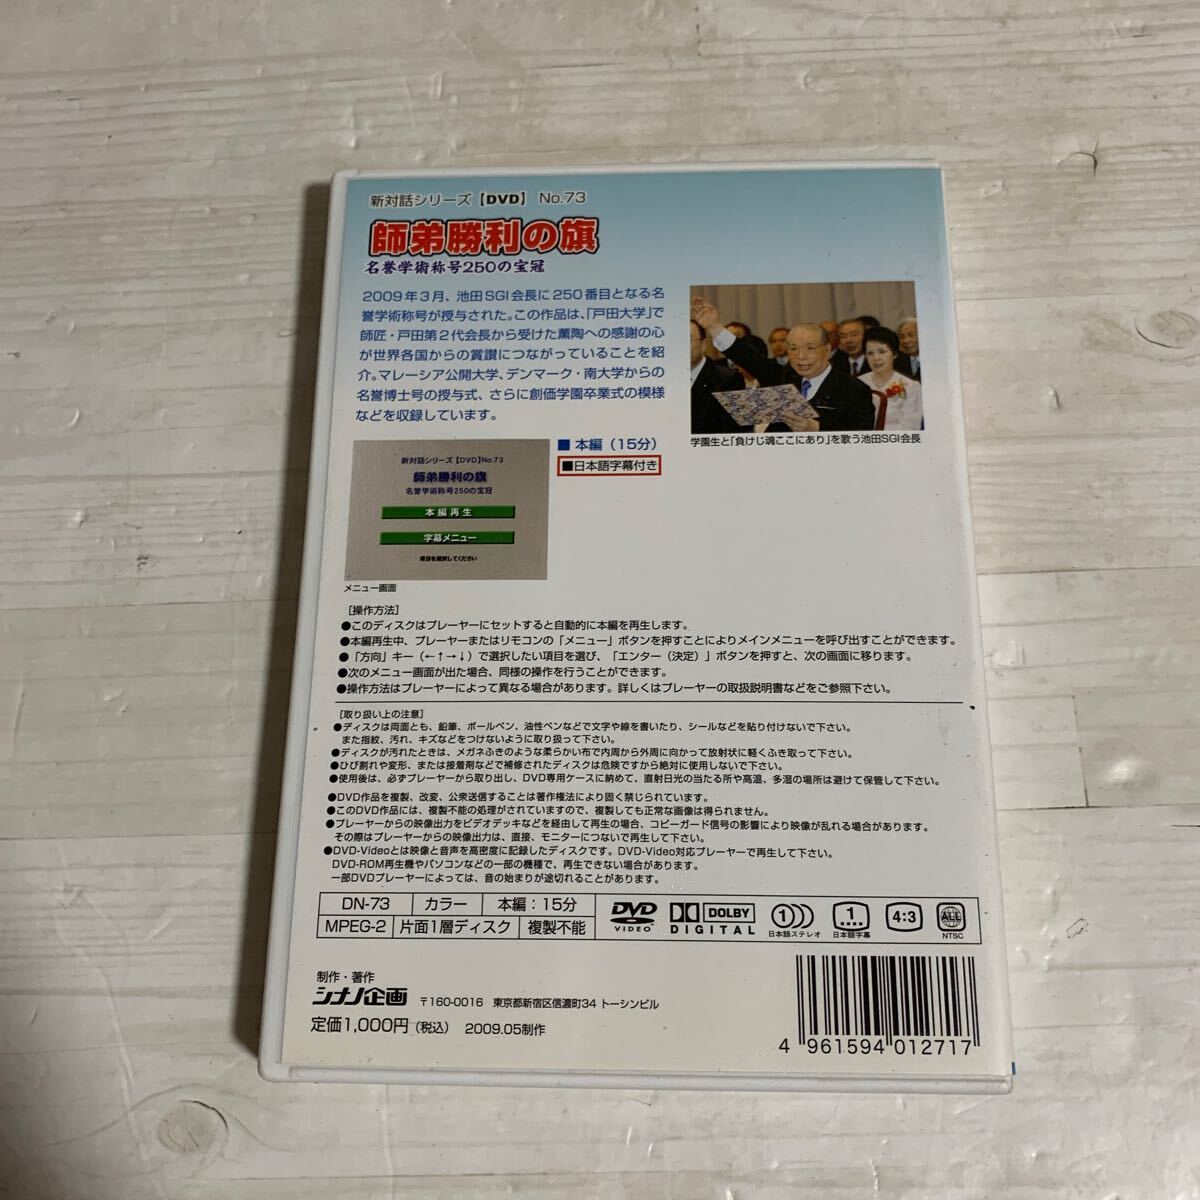 新対話シリーズ【DVD】 No.73
師弟勝利の旗
名誉学術称号250の宝冠
2009年3月、池田SGI会長に250番目となる名
誉学術称号が授与された。この作品は、「戸田大学」で
師匠・戸田第2代会長から受けた薫陶への感謝の心
が世界各国からの賞讃につながっていることを紹
介。マレーシア公開大学、デンマーク・南大学からの
名誉博士号の授与式、さらに創価学園卒業式の模様
などを収録しています。
学園生と「負けじ魂ここにあり」を歌う池田SGI会長
■ 本編（15分）
■日本語字幕付き
新対話シリーズ【DVD】No.73
師弟勝利の旗
名誉学術称号250の宝冠
本編再生
字幕メニュー
項目を選択してください
メニュー画面
［操作方法］
●このディスクはプレーヤーにセットすると自動的に本編を再生します。
●本編再生中、プレーヤーまたはリモコンの「メニュー」ボタンを押すことによりメインメニューを呼び出すことができます。
●「方向」キー（←↑→↓）で選択したい項目を選び、「エンター（決定）」ボタンを押すと、次の画面に移ります。
●次のメニュー画面が出た場合、同様の操作を行うことができます。
●操作方法はプレーヤーによって異なる場合があります。詳しくはプレーヤーの取扱説明書などをご参照下さい。
［取り扱い上の注意］
●ディスクは両面とも、鉛筆、ボールペン、油性ペンなどで文字や線を書いたり、シールなどを貼り付けないで下さい。
また指紋、汚れ、キズなどをつけないように取り扱って下さい。
●ディスクが汚れたときは、メガネふきのような柔らかい布で内周から外周に向かって放射状に軽くふき取って下さい。
●ひび割れや変形、または接着剤などで補修されたディスクは危険ですから絶対に使用しないで下さい。
●使用後は、必ずプレーヤーから取り出し、DVD専用ケースに納めて、直射日光の当たる所や高温、多湿の場所は避けて保管して下さい。
●DVD作品を複製、改変、公衆送信することは著作権法により固く禁じられています。
●このDVD作品には、複製不能の処理がされていますので、複製しても正常な画像は得られません。
●プレーヤーからの映像出力をビデオデッキなどを経由して再生の場合、コピーガード信号の影響により映像が乱れる場合があります。
その際はプレーヤーからの映像出力は、直接、モニターにつないで再生して下さい。
●DVD-Videoとは映像と音声を高密度に記録したディスクです。DVD-Video対応プレーヤーで再生して下さい。
DVD-ROM再生機やパソコンなどの一部の機種で、再生できない場合があります。
一部DVDプレーヤーによっては、音の始まりが途切れることがあります。
DN-73 カラー 本編：15分
MPEG-2 片面1層ディスク 複製不能
DVD VIDEO
DOLBY DIGITAL
1 日本語ステレオ
1 日本語字幕
4:3
ALL NTSC
制作・著作
シナノ企画 〒160-0016 東京都新宿区信濃町34 トーシンビル
定価1,000円（税込） 2009.05制作
4 961594 012717